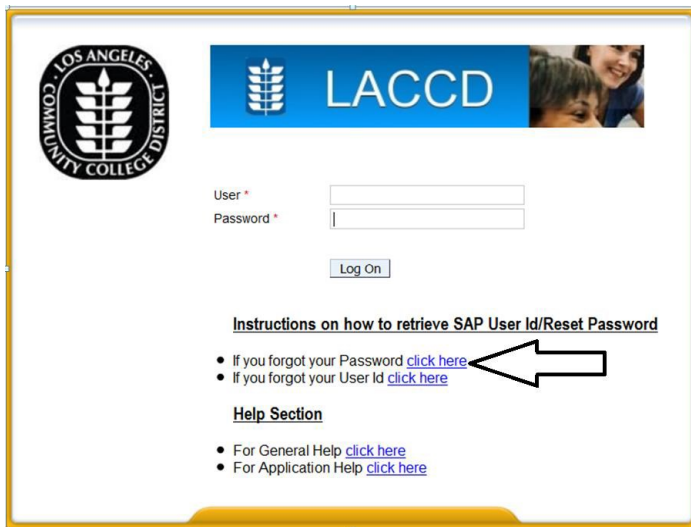 LOS ANGELES
COMMUNITY COLLEGE DISTRICT
LACCD
User *
Password *
Log On
Instructions on how to retrieve SAP User Id/Reset Password
• If you forgot your Password click here
• If you forgot your User Id click here
Help Section
• For General Help click here
• For Application Help click here